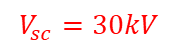 V_sc = 30kV